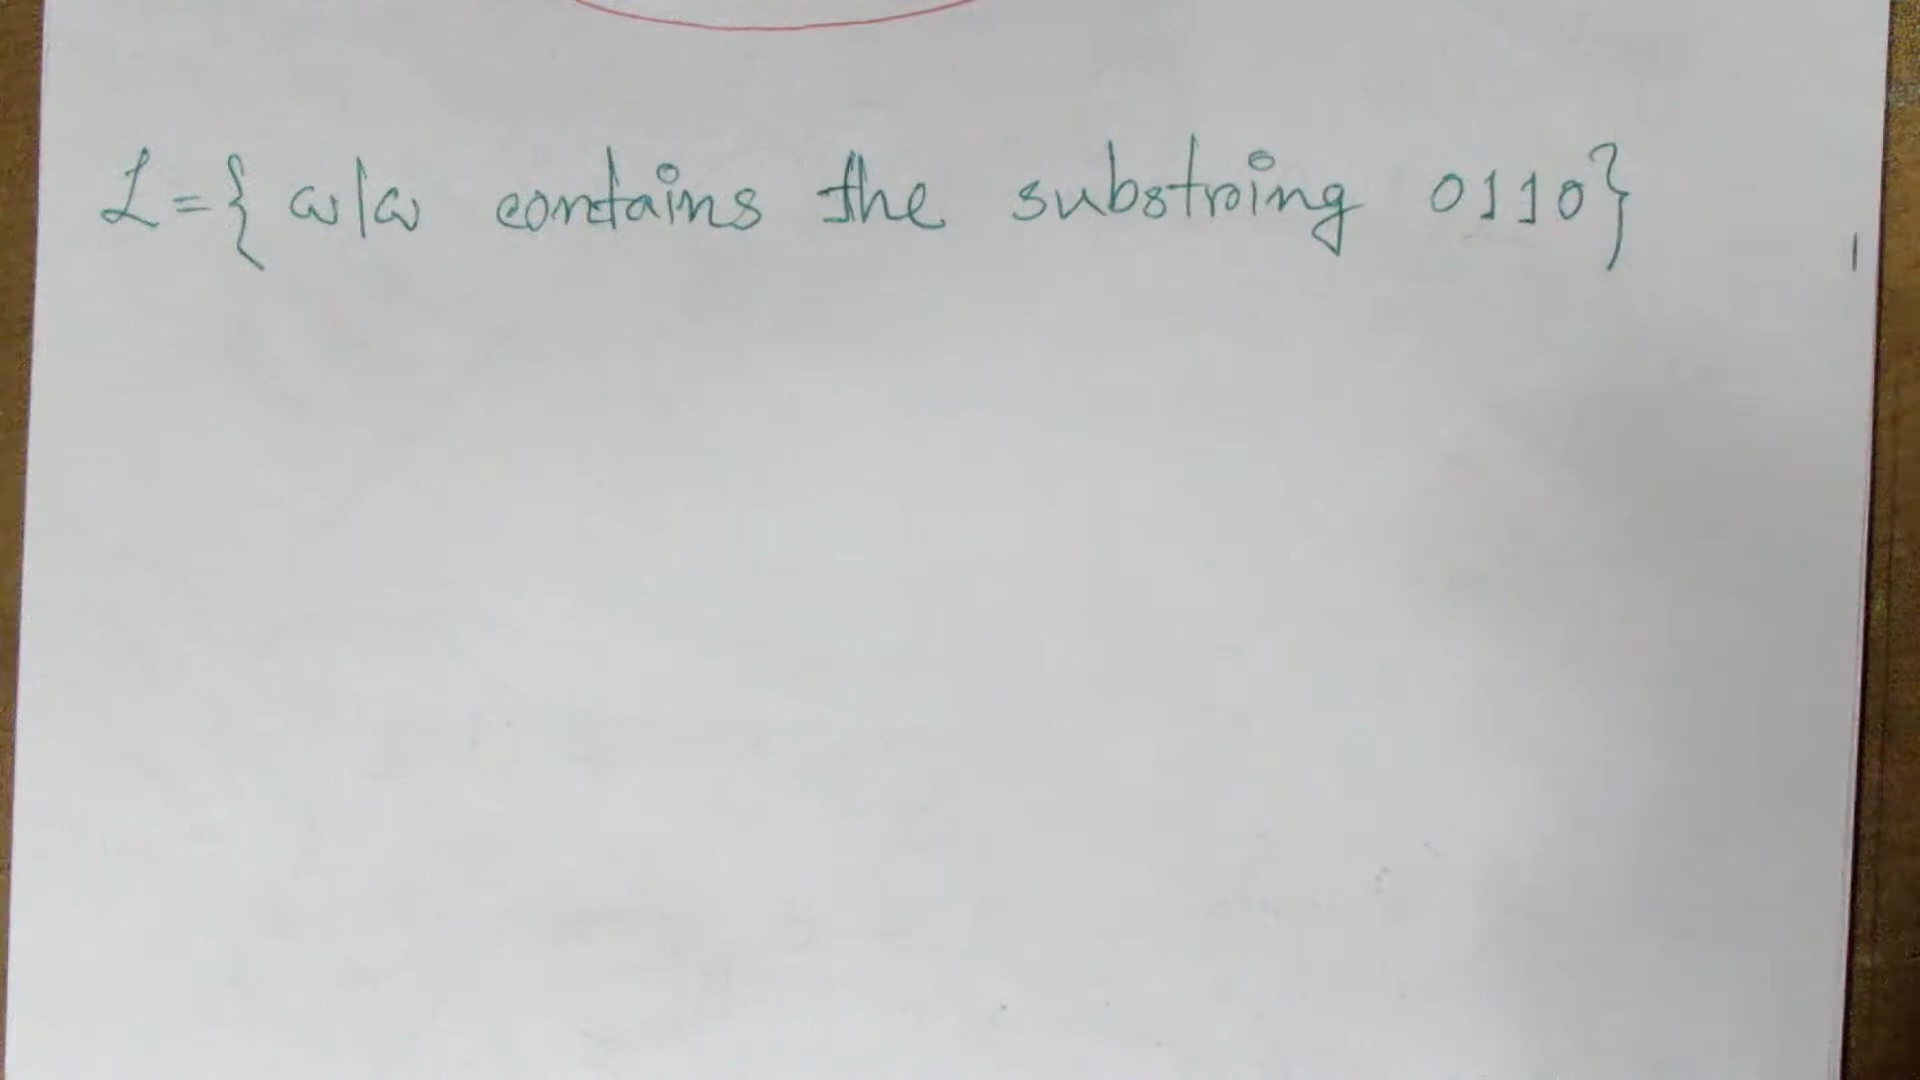 L={ω|ω contains the substring 0110}